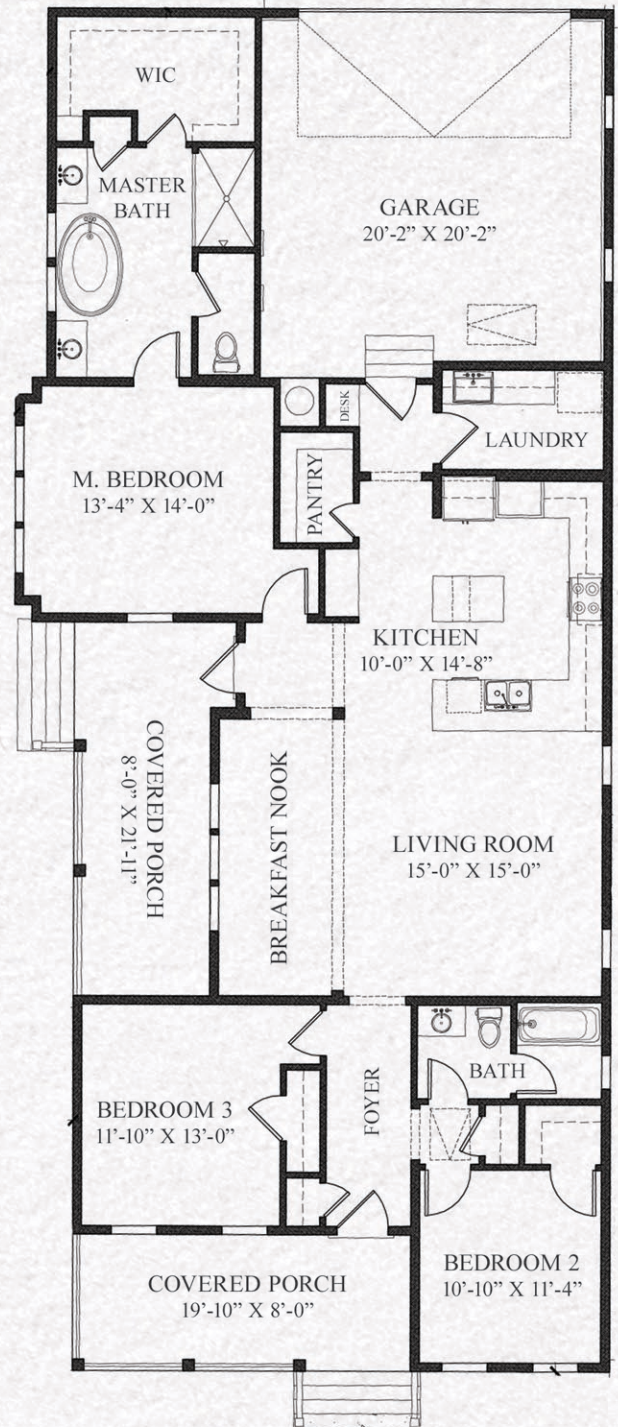 WIC
MASTER
BATH
GARAGE
20’-2” X 20’-2”
DESK
LAUNDRY
PANTRY
M. BEDROOM
13’-4” X 14’-0”
KITCHEN
10’-0” X 14’-8”
COVERED PORCH
8’-0” X 21’-11”
BREAKFAST NOOK
LIVING ROOM
15’-0” X 15’-0”
BATH
FOYER
BEDROOM 3
11’-10” X 13’-0”
BEDROOM 2
10’-10” X 11’-4”
COVERED PORCH
19’-10” X 8’-0”